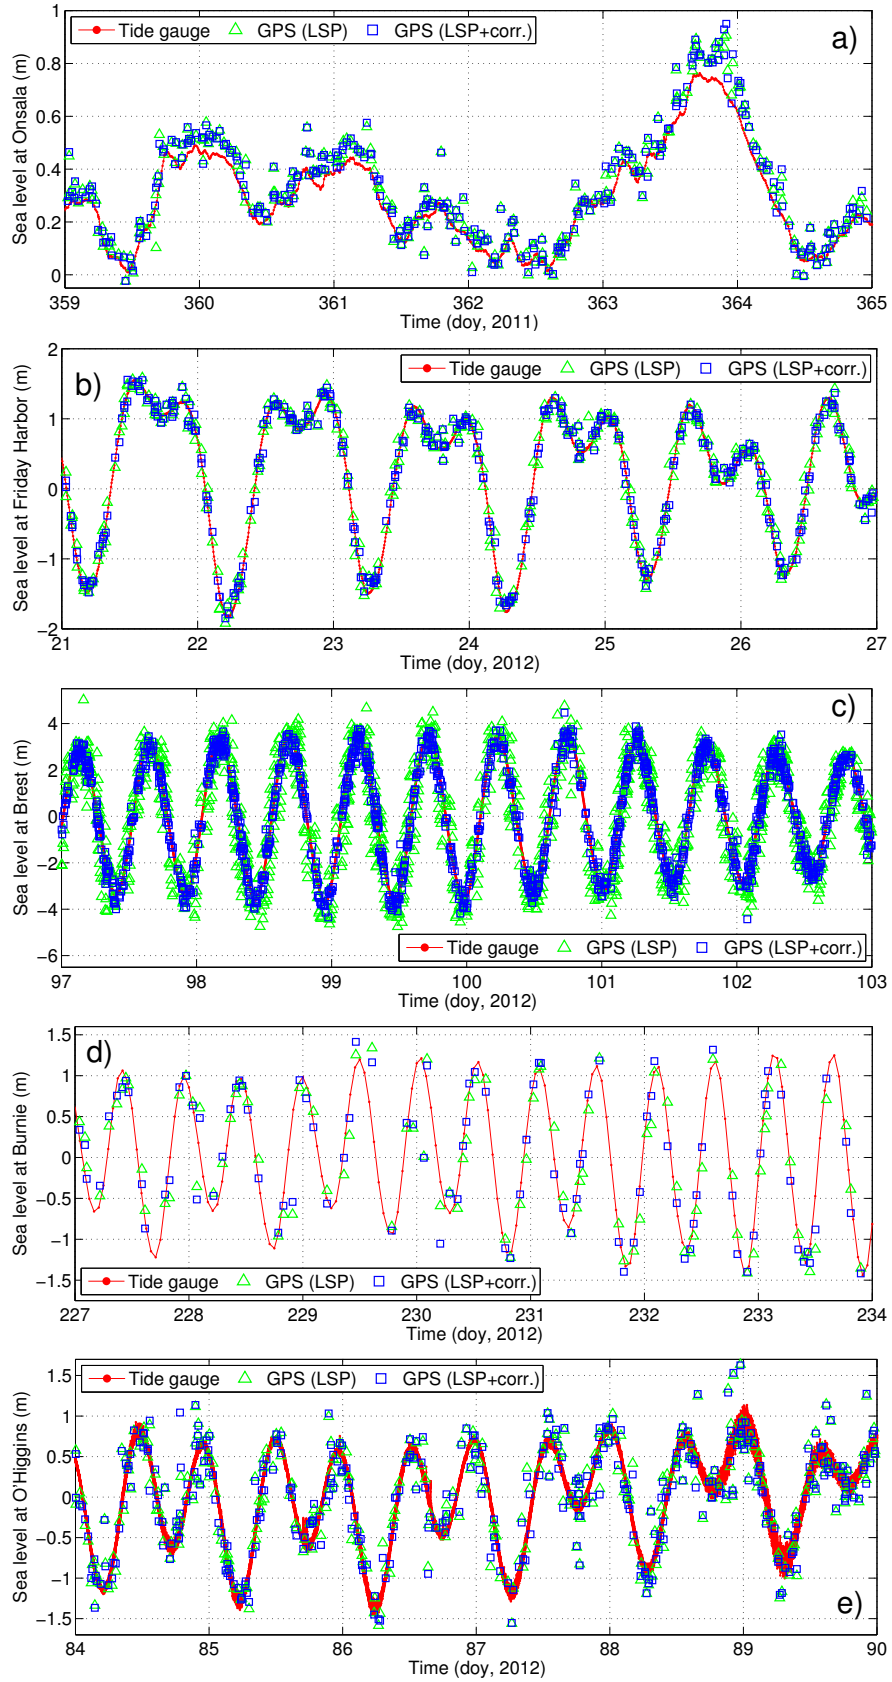 Tide gauge GPS (LSP) GPS (LSP+corr.)
a)
Sea level at Onsala (m)
1
0.8
0.6
0.4
0.2
0
359 360 361 362 363 364 365
Time (doy, 2011)
Tide gauge GPS (LSP) GPS (LSP+corr.)
b)
Sea level at Friday Harbor (m)
2
1
0
−1
−2
21 22 23 24 25 26 27
Time (doy, 2012)
c)
Sea level at Brest (m)
4
2
0
−2
−4
−6
Tide gauge GPS (LSP) GPS (LSP+corr.)
97 98 99 100 101 102 103
Time (doy, 2012)
d)
Sea level at Burnie (m)
1.5
1
0.5
0
−0.5
−1
−1.5
Tide gauge GPS (LSP) GPS (LSP+corr.)
227 228 229 230 231 232 233 234
Time (doy, 2012)
Tide gauge GPS (LSP) GPS (LSP+corr.)
Sea level at O'Higgins (m)
1.5
1
0.5
0
−0.5
−1
−1.5
e)
84 85 86 87 88 89 90
Time (doy, 2012)